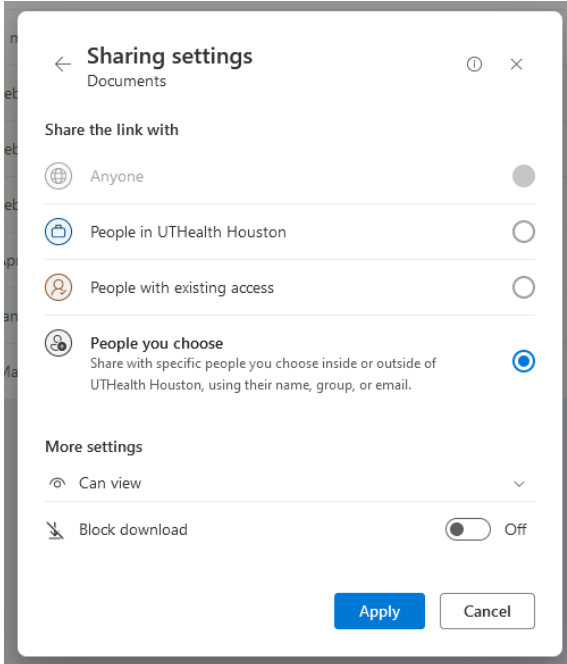 Sharing settings
Documents
Share the link with
Anyone
People in UTHealth Houston
People with existing access
People you choose
Share with specific people you choose inside or outside of
UTHealth Houston, using their name, group, or email.
More settings
Can view
Block download
Off
Apply
Cancel